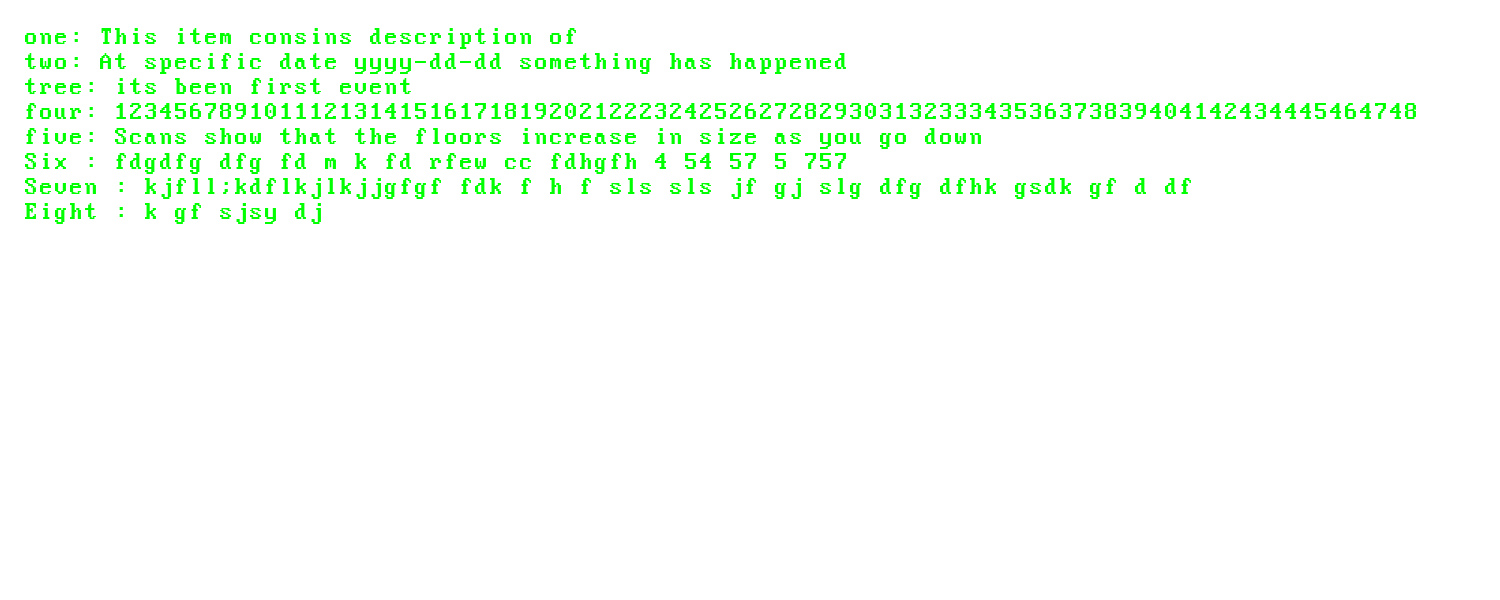 one: This item consins description of
two: At specific date yyyy-dd-dd something has happened
tree: its been first event
four: 123456789101112131415161718192021222324252627282930313233343536373839404142434445464748
five: Scans show that the floors increase in size as you go down
Six : fdgdfg dfg fd m k fd rfew cc fdhgfh 4 54 57 5 757
Seven : kjfll;kdflkjlkjjgfgf fdk f h f sls sls jf gj slg dfg dfhk gsdk gf d df
Eight : k gf sjsy dj